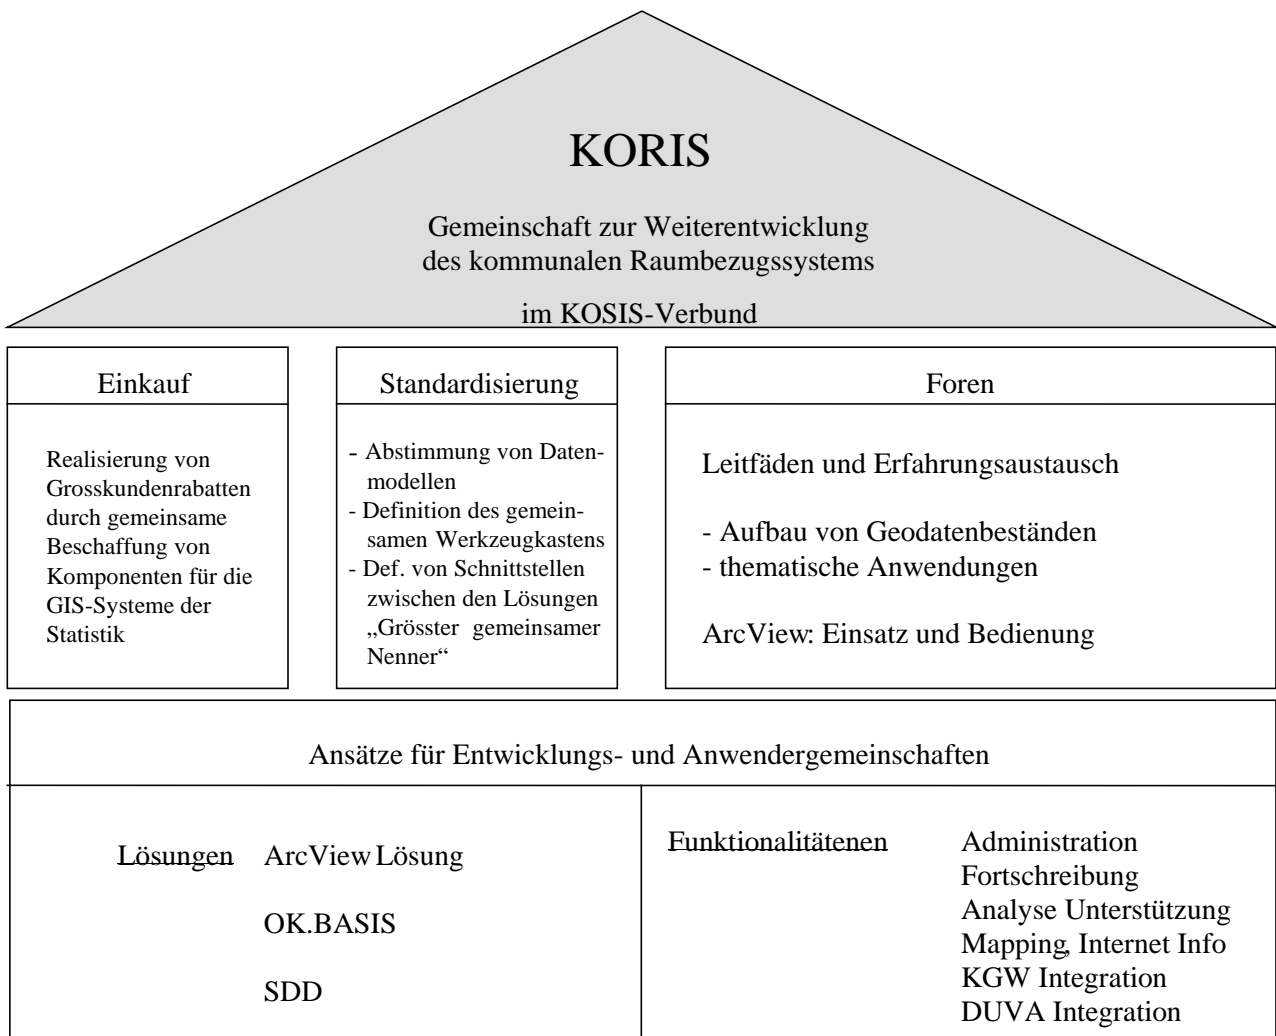 KORIS
Gemeinschaft zur Weiterentwicklung
des kommunalen Raumbezugssystems
im KOSIS-Verbund
Einkauf
Realisierung von
Grosskundenrabatten
durch gemeinsame
Beschaffung von
Komponenten für die
GIS-Systeme der
Statistik
Standardisierung
- Abstimmung von Daten-
modellen
- Definition des gemein-
samen Werkzeugkastens
- Def. von Schnittstellen
zwischen den Lösungen
„Grösster gemeinsamer
Nenner“
Foren
Leitfäden und Erfahrungsaustausch
- Aufbau von Geodatenbeständen
- thematische Anwendungen
ArcView: Einsatz und Bedienung
Ansätze für Entwicklungs- und Anwendergemeinschaften
Lösungen ArcView Lösung
OK.BASIS
SDD
Funktionalitätenen Administration
Fortschreibung
Analyse Unterstützung
Mapping, Internet Info
KGW Integration
DUVA Integration